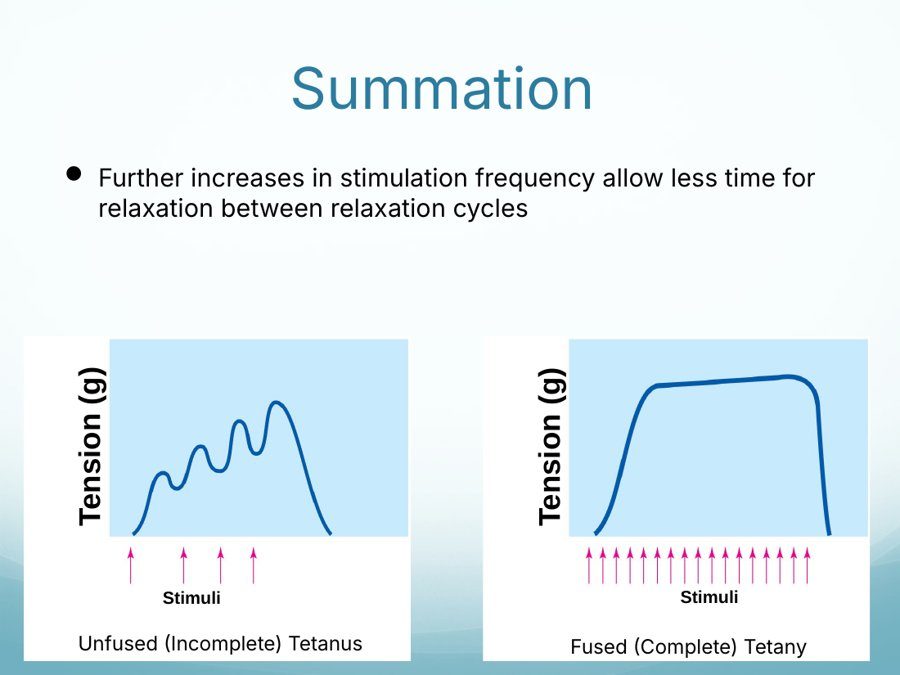 Summation
• Further increases in stimulation frequency allow less time for
relaxation between relaxation cycles
Tension (g)
Stimuli
Unfused (Incomplete) Tetanus
Tension (g)
Stimuli
Fused (Complete) Tetany